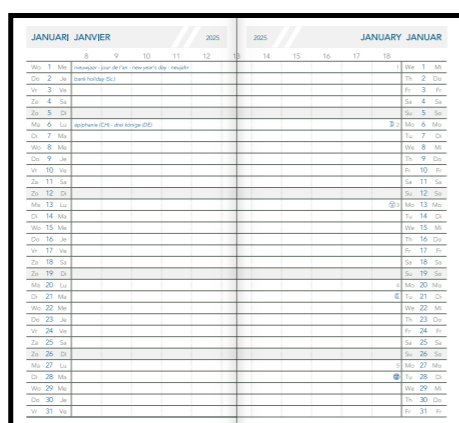 JANUARI JANVIER 2025 2025 JANUARY JANUAR
8 9 10 11 12 13 14 15 16 17 18
Wo 1 Me nieuwjaar - jour de l'an - new year's day - neujahr 1 We 1 Mi
Do 2 Je bank holiday (Sc.) Th 2 Do
Vr 3 Ve Fr 3 Fr
Za 4 Sa Sa 4 Sa
Zo 5 Di Su 5 So
Ma 6 Lu epiphanie (CH) - drei könige (DE) 2 Mo 6 Mo
Di 7 Ma Tu 7 Di
Wo 8 Me We 8 Mi
Do 9 Je Th 9 Do
Vr 10 Ve Fr 10 Fr
Za 11 Sa Sa 11 Sa
Zo 12 Di Su 12 So
Ma 13 Lu 3 Mo 13 Mo
Di 14 Ma Tu 14 Di
Wo 15 Me We 15 Mi
Do 16 Je Th 16 Do
Vr 17 Ve Fr 17 Fr
Za 18 Sa Sa 18 Sa
Zo 19 Di Su 19 So
Ma 20 Lu 4 Mo 20 Mo
Di 21 Ma Tu 21 Di
Wo 22 Me We 22 Mi
Do 23 Je Th 23 Do
Vr 24 Ve Fr 24 Fr
Za 25 Sa Sa 25 Sa
Zo 26 Di Su 26 So
Ma 27 Lu 5 Mo 27 Mo
Di 28 Ma Tu 28 Di
Wo 29 Me We 29 Mi
Do 30 Je Th 30 Do
Vr 31 Ve Fr 31 Fr